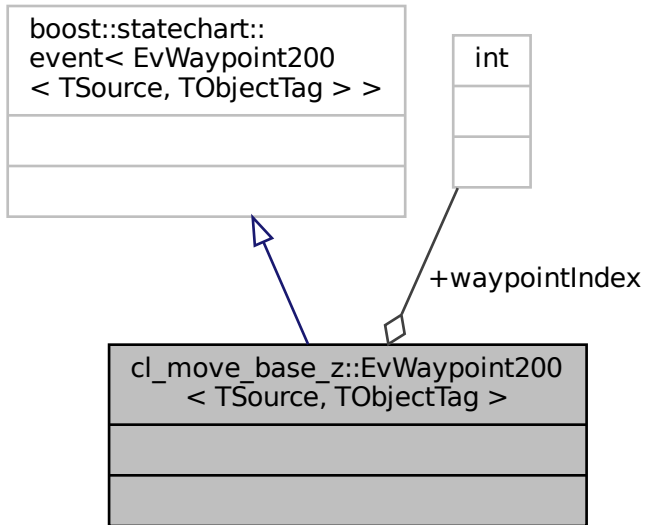 boost::statechart::
event< EvWaypoint200
< TSource, TObjectTag > >
int
+waypointIndex
cl_move_base_z::EvWaypoint200
< TSource, TObjectTag >